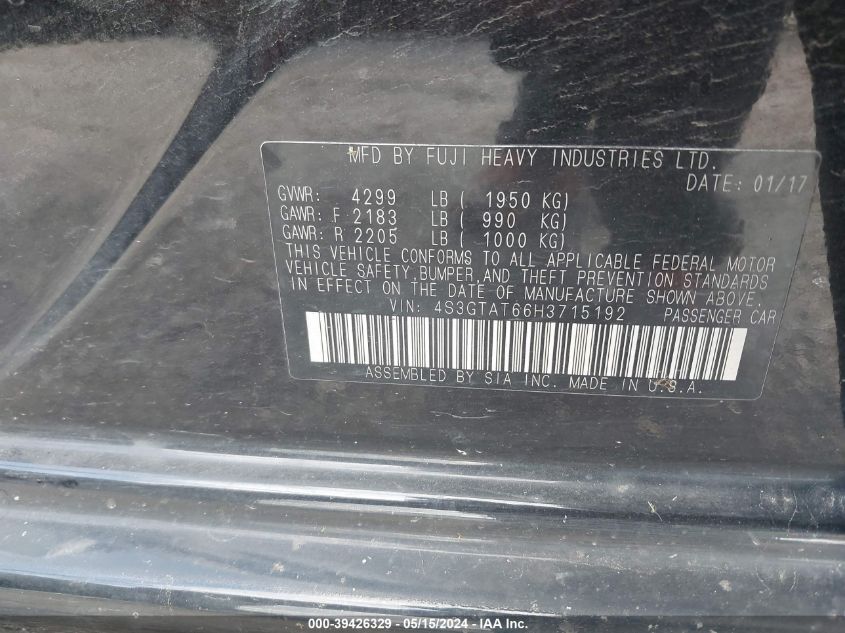 MFD BY FUJI HEAVY INDUSTRIES LTD.
DATE: 01/17
GVWR: 4299 LB ( 1950 KG)
GAWR: F 2183 LB ( 990 KG)
GAWR: R 2205 LB ( 1000 KG)
THIS VEHICLE CONFORMS TO ALL APPLICABLE FEDERAL MOTOR
VEHICLE SAFETY,BUMPER,AND THEFT PREVENTION STANDARDS
IN EFFECT ON THE DATE OF MANUFACTURE SHOWN ABOVE.
VIN: 4S3GTAT66H3715192 PASSENGER CAR
ASSEMBLED BY SIA INC. MADE IN U.S.A.
000-39426329 - 05/15/2024 - IAA Inc.